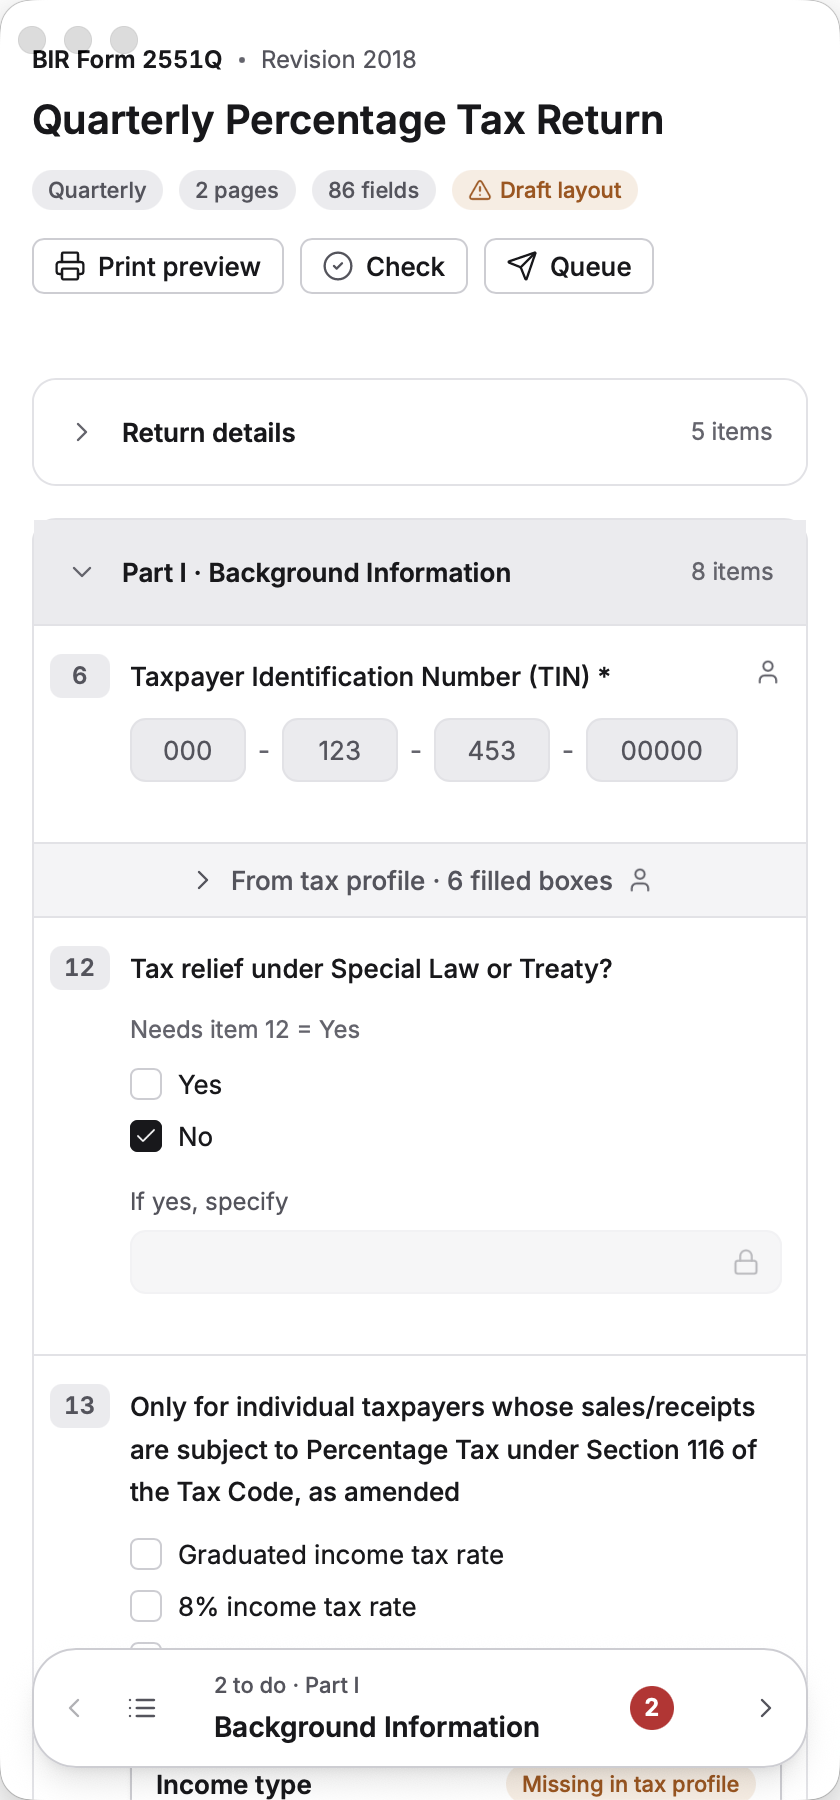 BIR Form 2551Q • Revision 2018
Quarterly Percentage Tax Return
Quarterly 2 pages 86 fields Draft layout
Print preview Check Queue
Return details 5 items
Part I · Background Information 8 items
6 Taxpayer Identification Number (TIN) *
000 - 123 - 453 - 00000
From tax profile · 6 filled boxes
12 Tax relief under Special Law or Treaty?
Needs item 12 = Yes
Yes
No
If yes, specify
13 Only for individual taxpayers whose sales/receipts
are subject to Percentage Tax under Section 116 of
the Tax Code, as amended
Graduated income tax rate
8% income tax rate
2 to do · Part I
Background Information 2
Income type Missing in tax profile